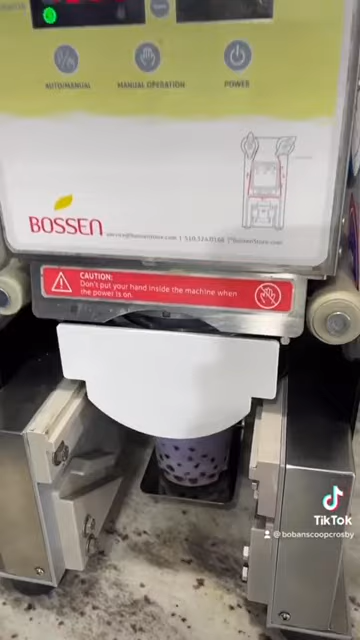 AUTO/MANUAL
MANUAL OPERATION
POWER
BOSSEN
CAUTION:
Don't put your hand inside the machine when
the power is on.
TikTok
@bobanscoopcrosby